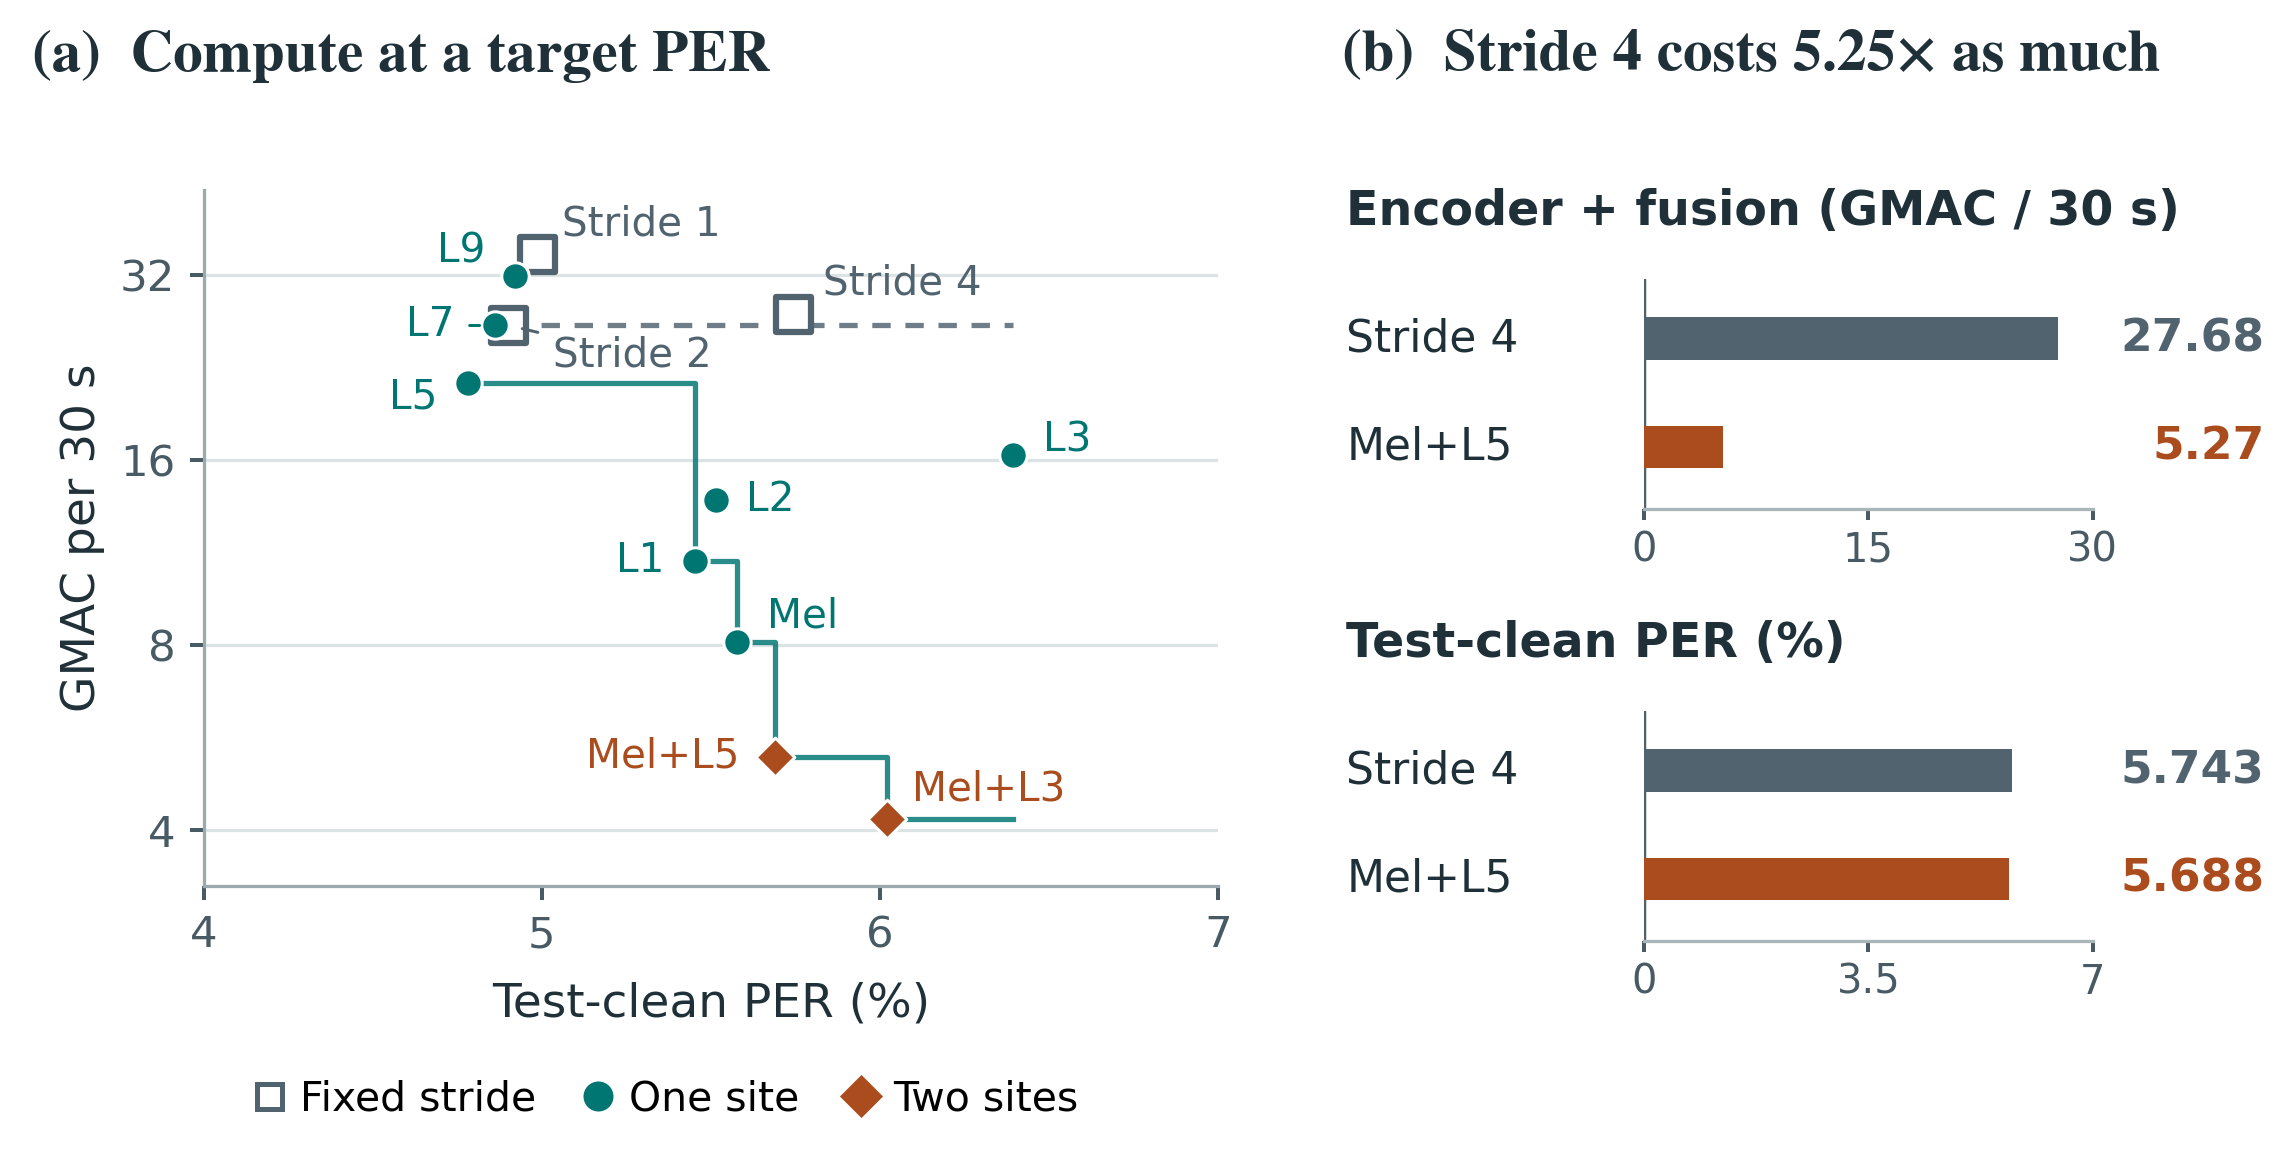 (a) Compute at a target PER
GMAC per 30 s
32
16
8
4
Stride 1
L9
Stride 4
L7
Stride 2
L5
L3
L2
L1
Mel
Mel+L5
Mel+L3
4
5
6
7
Test-clean PER (%)
Fixed stride
One site
Two sites
(b) Stride 4 costs 5.25× as much
Encoder + fusion (GMAC / 30 s)
Stride 4 27.68
Mel+L5 5.27
0 15 30
Test-clean PER (%)
Stride 4 5.743
Mel+L5 5.688
0 3.5 7